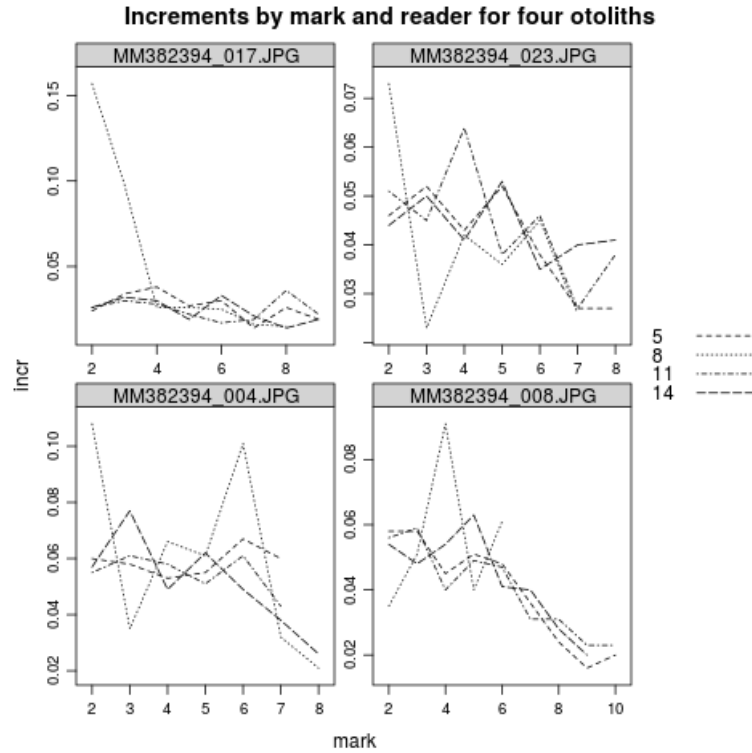 Increments by mark and reader for four otoliths
MM382394_017.JPG
MM382394_023.JPG
0.05
0.10
0.15
2 4 6 8
0.03
0.04
0.05
0.06
0.07
2 3 4 5 6 7 8
5
8
11
14
incr
MM382394_004.JPG
MM382394_008.JPG
0.02
0.04
0.06
0.08
0.10
2 3 4 5 6 7 8
0.02
0.04
0.06
0.08
2 4 6 8 10
mark